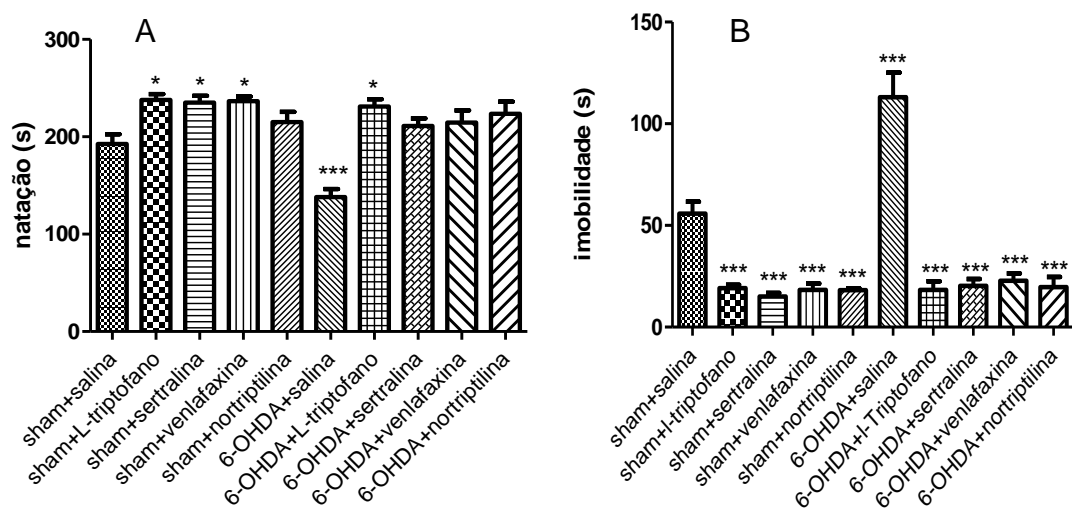 A
natação (s)
300
200
100
0
*
*
*
***
*
sham+salina
sham+L-triptofano
sham+sertralina
sham+venlafaxina
sham+nortriptilina
6-OHDA+salina
6-OHDA+L-triptofano
6-OHDA+sertralina
6-OHDA+venlafaxina
6-OHDA+nortriptilina
B
imobilidade (s)
150
100
50
0
***
***
***
***
***
***
***
***
***
sham+salina
sham+l-triptofano
sham+sertralina
sham+venlafaxina
sham+nortriptilina
6-OHDA+salina
6-OHDA+l- Triptofano
6-OHDA+sertralina
6-OHDA+venlafaxina
6-OHDA+nortriptilina